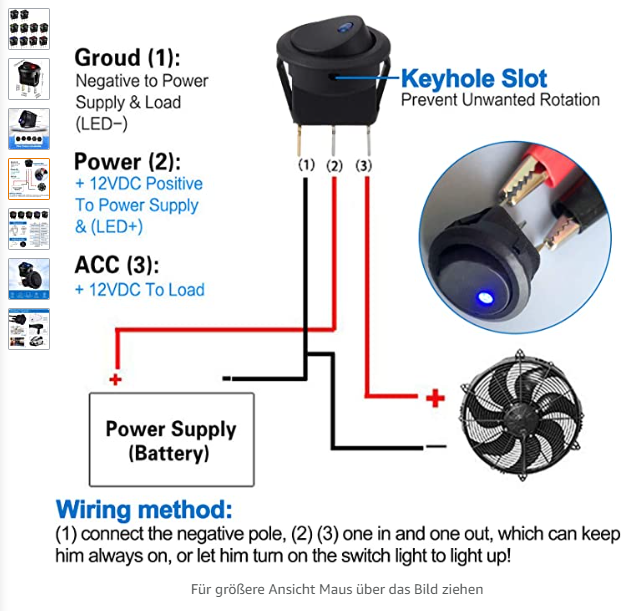 Groud (1):
Negative to Power
Supply & Load
(LED-)
Keyhole Slot
Prevent Unwanted Rotation
(1) (2) (3)
Power (2):
+ 12VDC Positive
To Power Supply
& (LED+)
ACC (3):
+ 12VDC To Load
+
-
+
-
Power Supply
(Battery)
Wiring method:
(1) connect the negative pole, (2) (3) one in and one out, which can keep
him always on, or let him turn on the switch light to light up!
Für größere Ansicht Maus über das Bild ziehen